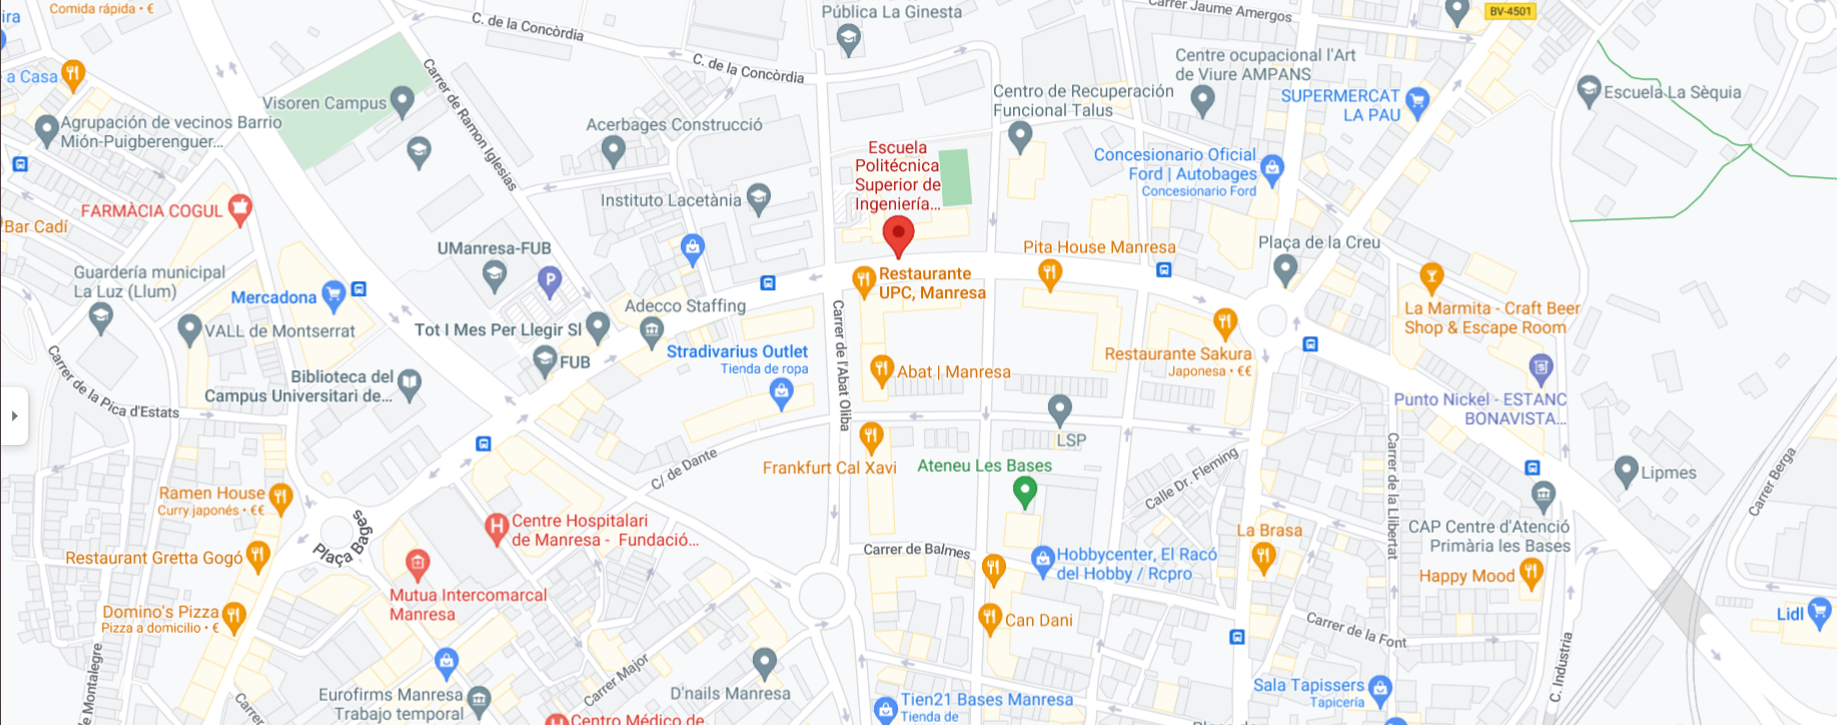 Comida rápida • €
C. de la Concòrdia
Pública La Ginesta
Carrer Jaume Amergos
BV-4501
a Casa
Visoren Campus
Carrer de Ramon Iglesias
C. de la Concòrdia
Centro de Recuperación
Funcional Talus
Centre ocupacional l'Art
de Viure AMPANS
SUPERMERCAT
LA PAU
Escuela La Sèquia
Agrupación de vecinos Barrio
Mión-Puigberenguer...
Acerbages Construcció
Escuela
Politécnica
Superior de
Ingeniería...
Concesionario Oficial
Ford | Autobages
Concesionario Ford
FARMÀCIA COGUL
Instituto Lacetània
Bar Cadí
UManresa-FUB
P
Pita House Manresa
Plaça de la Creu
Guardería municipal
La Luz (Llum)
Mercadona
Restaurante
UPC, Manresa
VALL de Montserrat
Tot I Mes Per Llegir Sl
Adecco Staffing
La Marmita - Craft Beer
Shop & Escape Room
FUB
Stradivarius Outlet
Tienda de ropa
Carrer de l'Abat Oliba
Abat | Manresa
Restaurante Sakura
Japonesa • €€
Carrer de la Pica d'Estats
Biblioteca del
Campus Universitari de...
Punto Nickel - ESTANC
BONAVISTA...
LSP
C/ de Dante
Frankfurt Cal Xavi
Ateneu Les Bases
Calle Dr. Fleming
Carrer de la Llibertat
Lipmes
Carrer Berga
Ramen House
Curry japonés • €€
Plaça Bages
H
Centre Hospitalari
de Manresa - Fundació...
Restaurant Gretta Gogó
Carrer de Balmes
Hobbycenter, El Racó
del Hobby / Rcpro
La Brasa
CAP Centre d'Atenció
Primària les Bases
Happy Mood
Mutua Intercomarcal
Manresa
Domino's Pizza
Pizza a domicilio • €
Can Dani
Carrer de la Font
Lidl
C. Industria
de Montalegre
Carrer
Carrer Major
Eurofirms Manresa
Trabajo temporal
D'nails Manresa
Tien21 Bases Manresa
Tienda de
Sala Tapissers
Tapicería
Centro Médico de